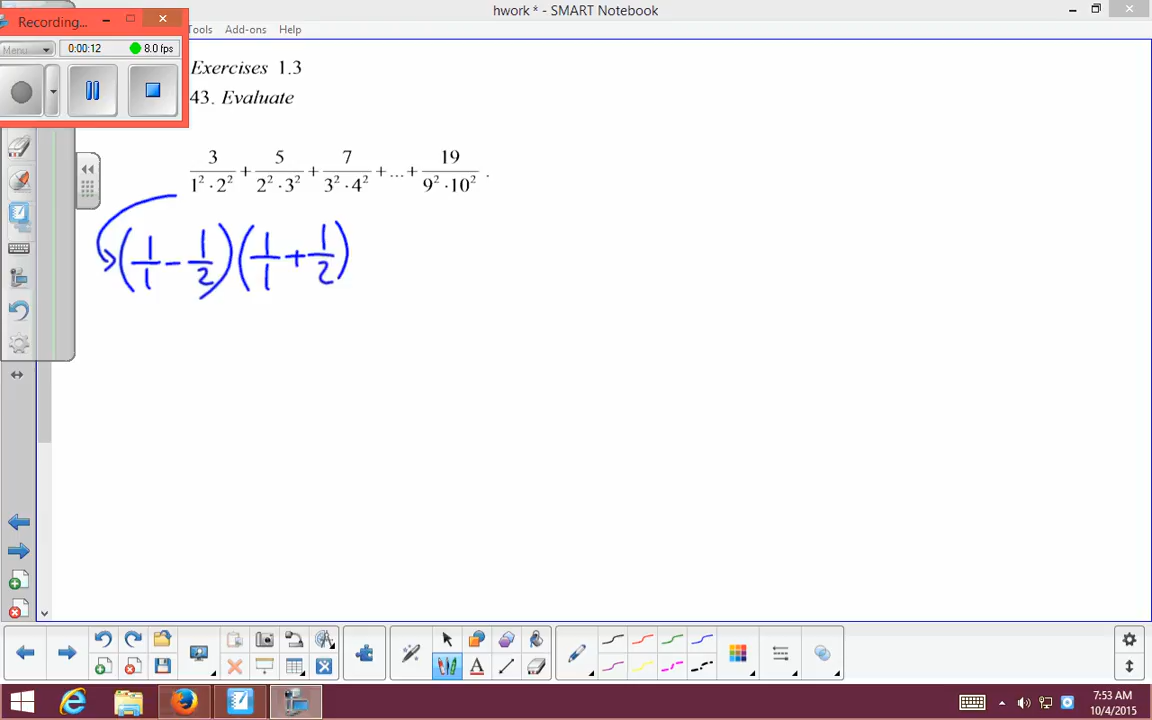 hwork * - SMART Notebook
Recording...
Tools Add-ons Help
Menu 0:00:12 8.0 fps
Exercises 1.3
43. Evaluate
3/(1² · 2²) + 5/(2² · 3²) + 7/(3² · 4²) + ... + 19/(9² · 10²) .
(1/1 - 1/2)(1/1 + 1/2)
7:53 AM
10/4/2015